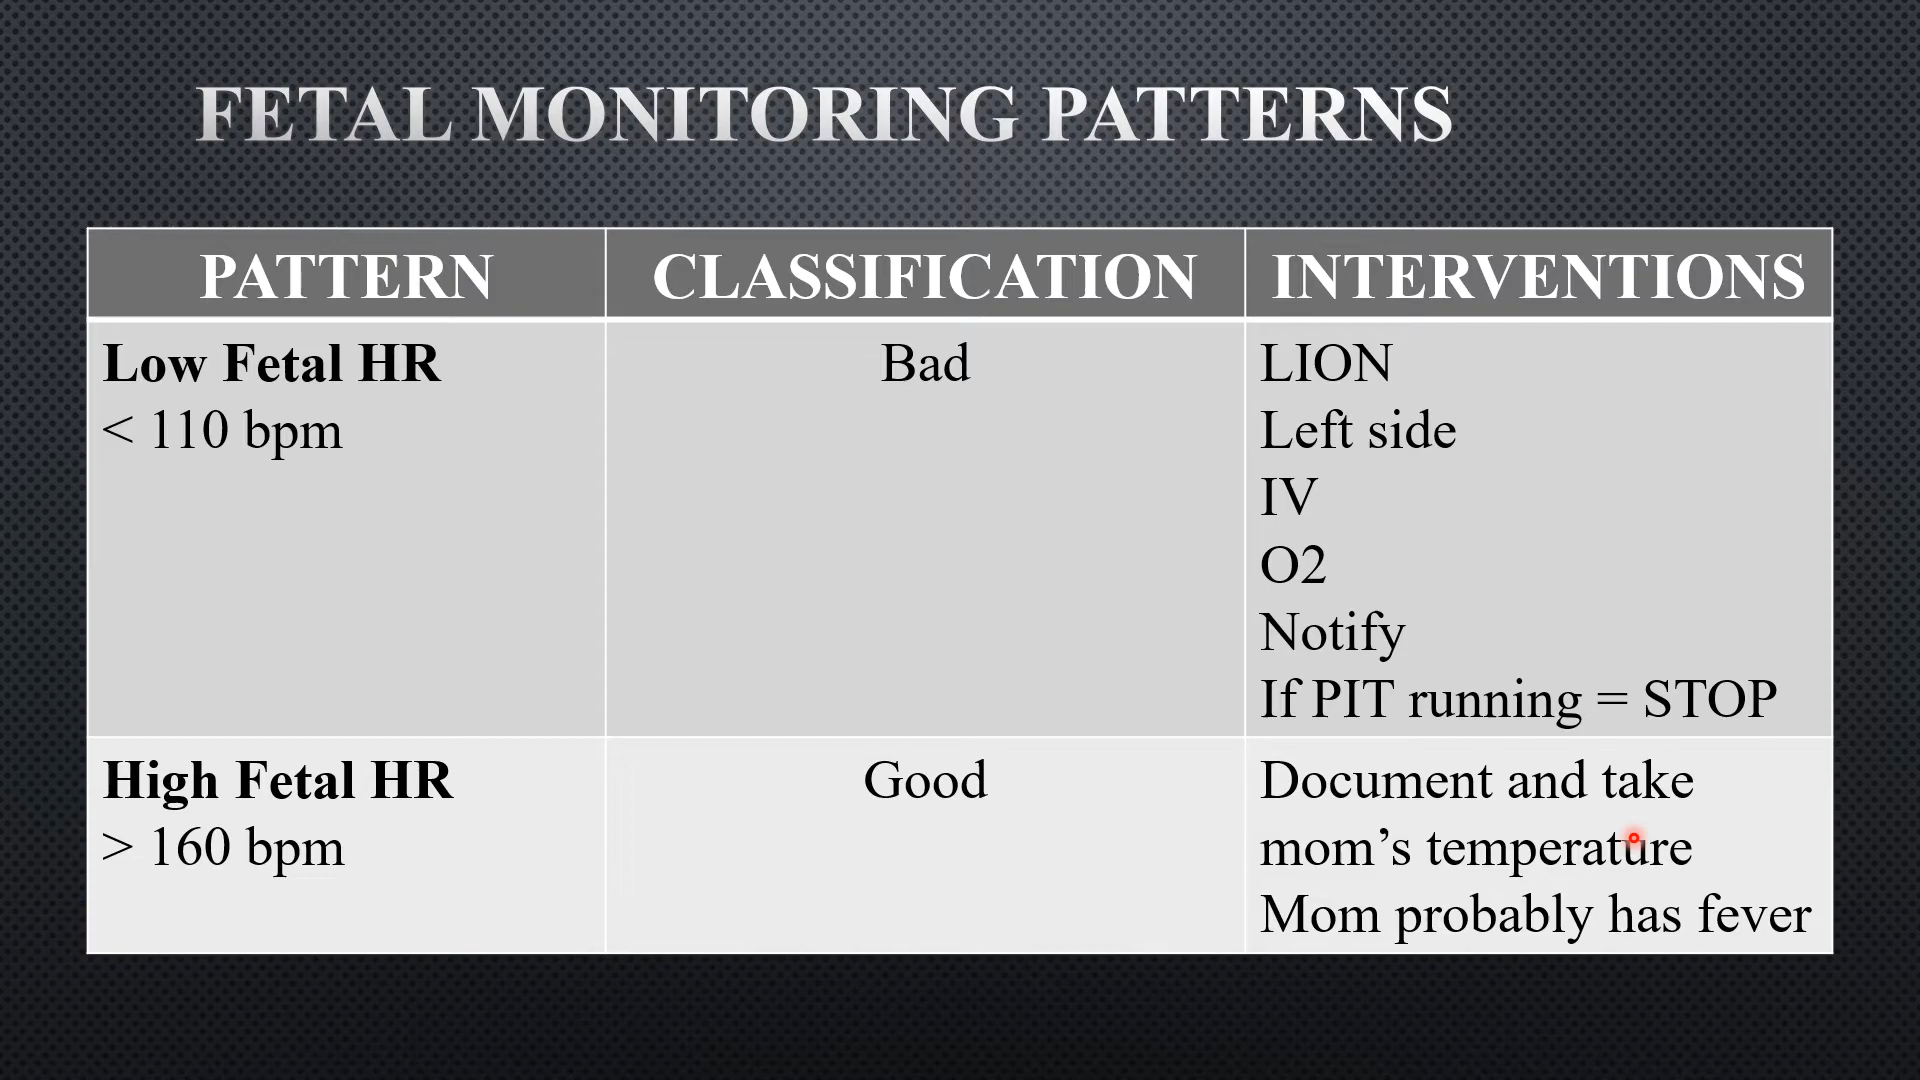 FETAL MONITORING PATTERNS
PATTERN CLASSIFICATION INTERVENTIONS
Low Fetal HR
< 110 bpm
Bad
LION
Left side
IV
O2
Notify
If PIT running = STOP
High Fetal HR
> 160 bpm
Good
Document and take
mom’s temperature
Mom probably has fever